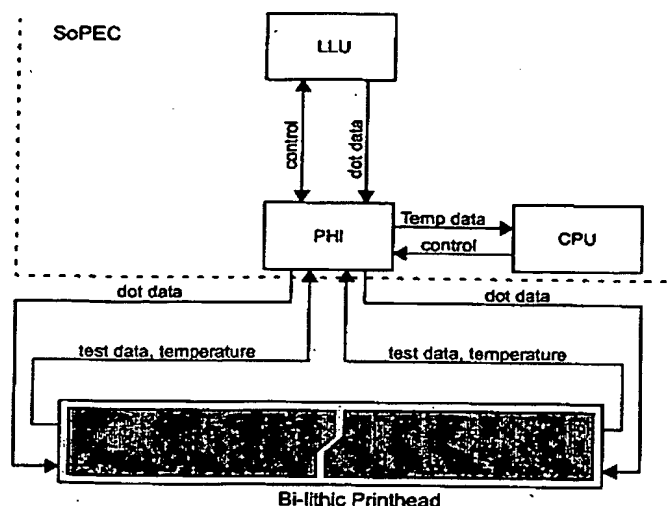 SoPEC
LLU
control
dot data
PHI
Temp data
control
CPU
dot data
dot data
test data, temperature
test data, temperature
Bi-lithic Printhead